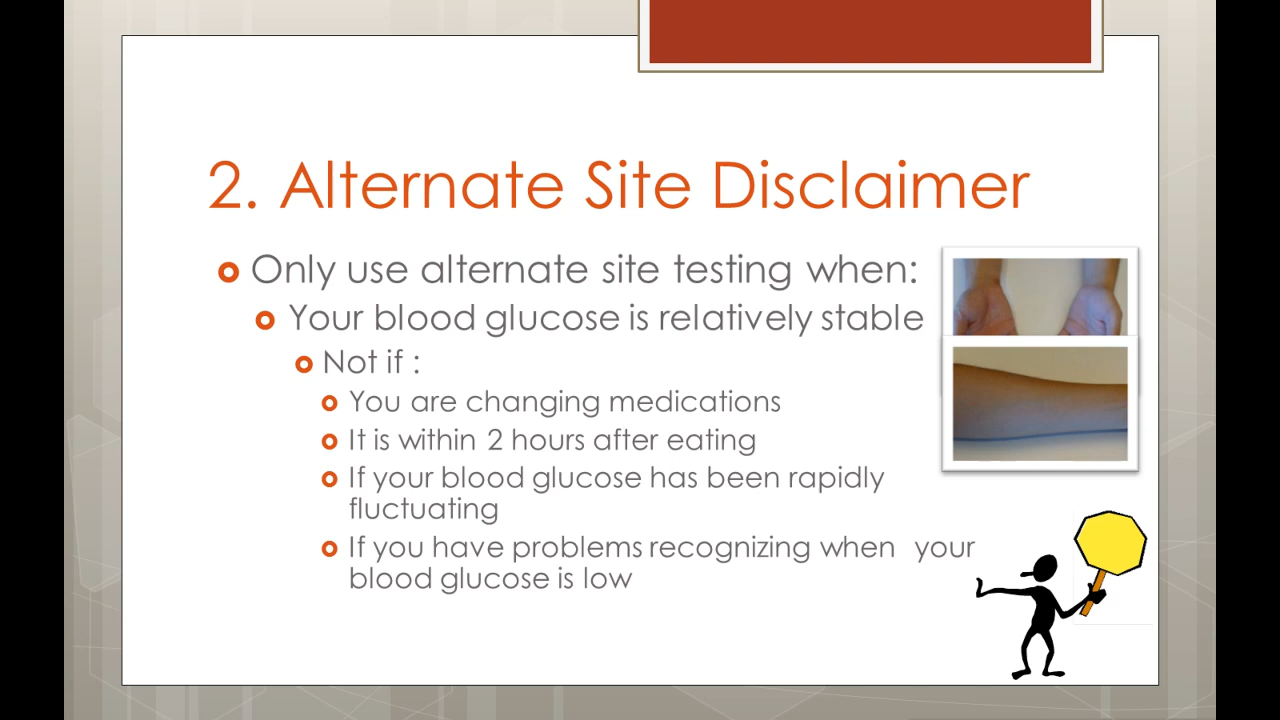 2. Alternate Site Disclaimer
Only use alternate site testing when:
Your blood glucose is relatively stable
Not if :
You are changing medications
It is within 2 hours after eating
If your blood glucose has been rapidly
fluctuating
If you have problems recognizing when your
blood glucose is low